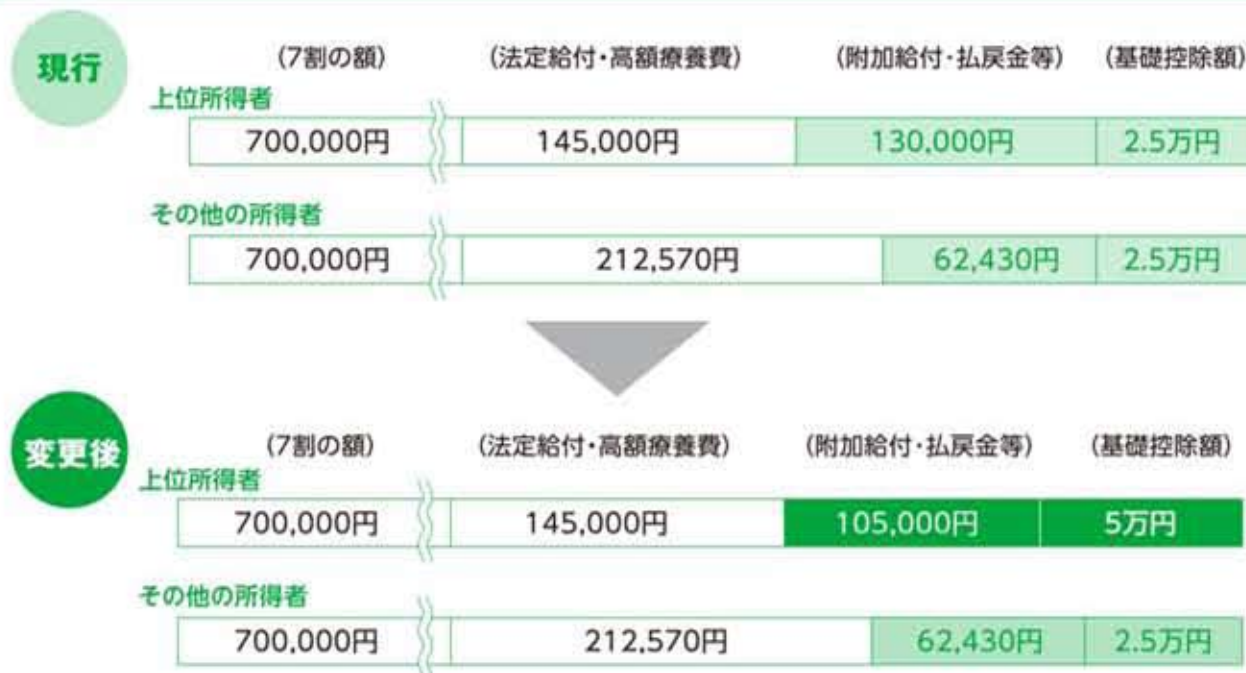 現行
(7割の額) (法定給付・高額療養費) (附加給付・払戻金等) (基礎控除額)
上位所得者
700,000円 145,000円 130,000円 2.5万円
その他の所得者
700,000円 212,570円 62,430円 2.5万円
変更後
(7割の額) (法定給付・高額療養費) (附加給付・払戻金等) (基礎控除額)
上位所得者
700,000円 145,000円 105,000円 5万円
その他の所得者
700,000円 212,570円 62,430円 2.5万円